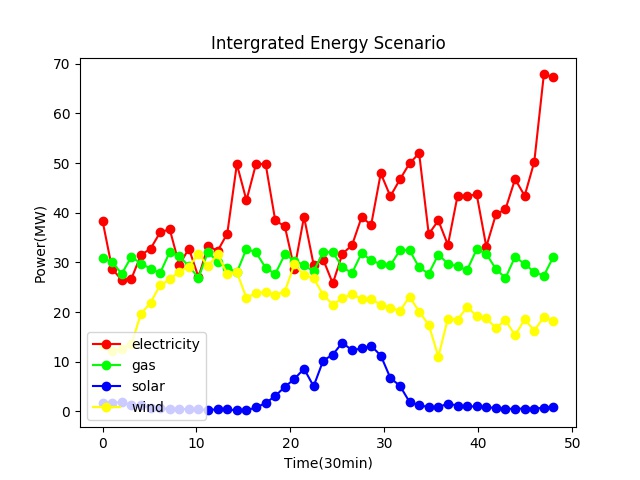 Intergrated Energy Scenario
Power(MW)
70
60
50
40
30
20
10
0
electricity
gas
solar
wind
0 10 20 30 40 50
Time(30min)